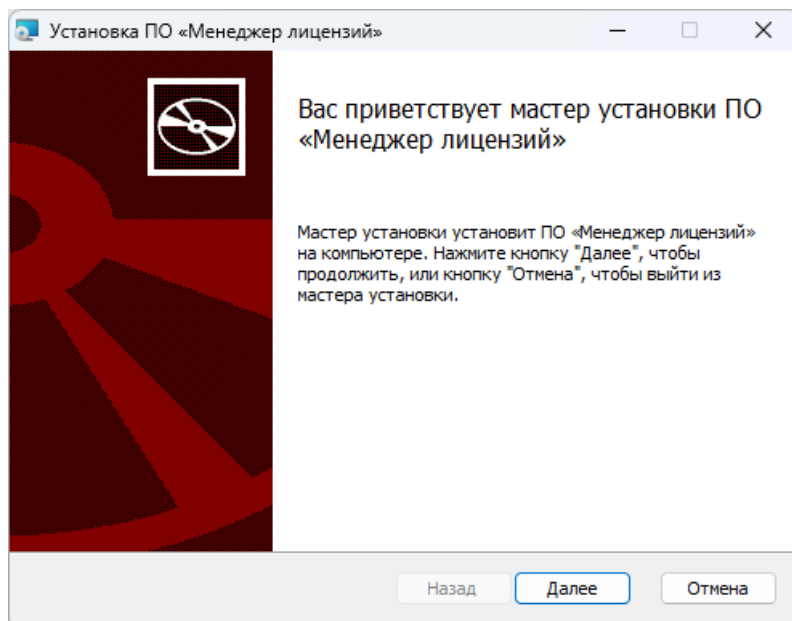 Установка ПО «Менеджер лицензий»
Вас приветствует мастер установки ПО
«Менеджер лицензий»
Мастер установки установит ПО «Менеджер лицензий»
на компьютере. Нажмите кнопку "Далее", чтобы
продолжить, или кнопку "Отмена", чтобы выйти из
мастера установки.
Назад Далее Отмена